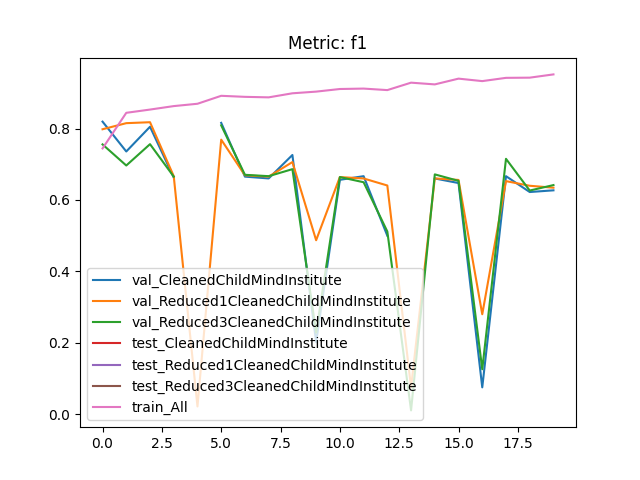 Metric: f1
0.8
0.6
0.4
0.2
0.0
val_CleanedChildMindInstitute
val_Reduced1CleanedChildMindInstitute
val_Reduced3CleanedChildMindInstitute
test_CleanedChildMindInstitute
test_Reduced1CleanedChildMindInstitute
test_Reduced3CleanedChildMindInstitute
train_All
0.0 2.5 5.0 7.5 10.0 12.5 15.0 17.5